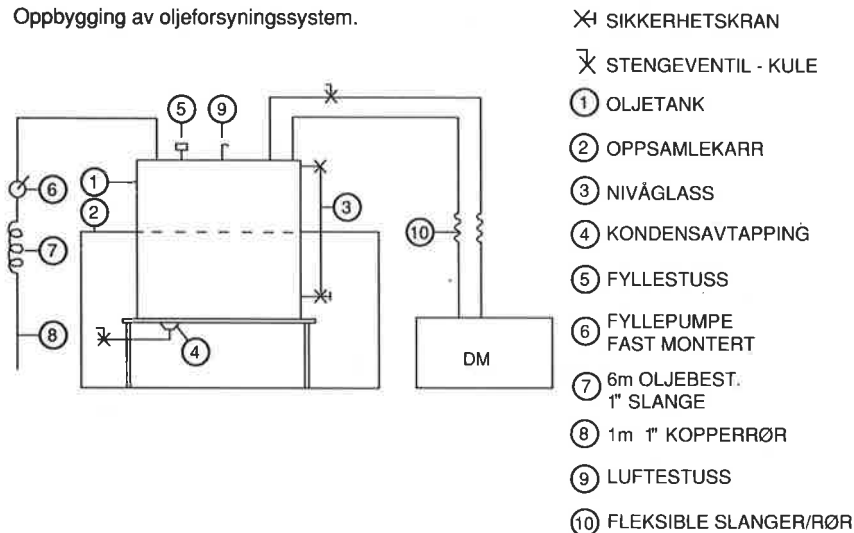 Oppbygging av oljeforsyningssystem.
SIKKERHETSKRAN
STENGEVENTIL - KULE
1 OLJETANK
2 OPPSAMLEKARR
3 NIVÅGLASS
4 KONDENSAVTAPPING
5 FYLLESTUSS
6 FYLLEPUMPE
FAST MONTERT
7 6m OLJEBEST.
1" SLANGE
8 1m 1" KOPPERRØR
9 LUFTESTUSS
10 FLEKSIBLE SLANGER/RØR
5 9
1
6
2
3
10
7
8
4
DM